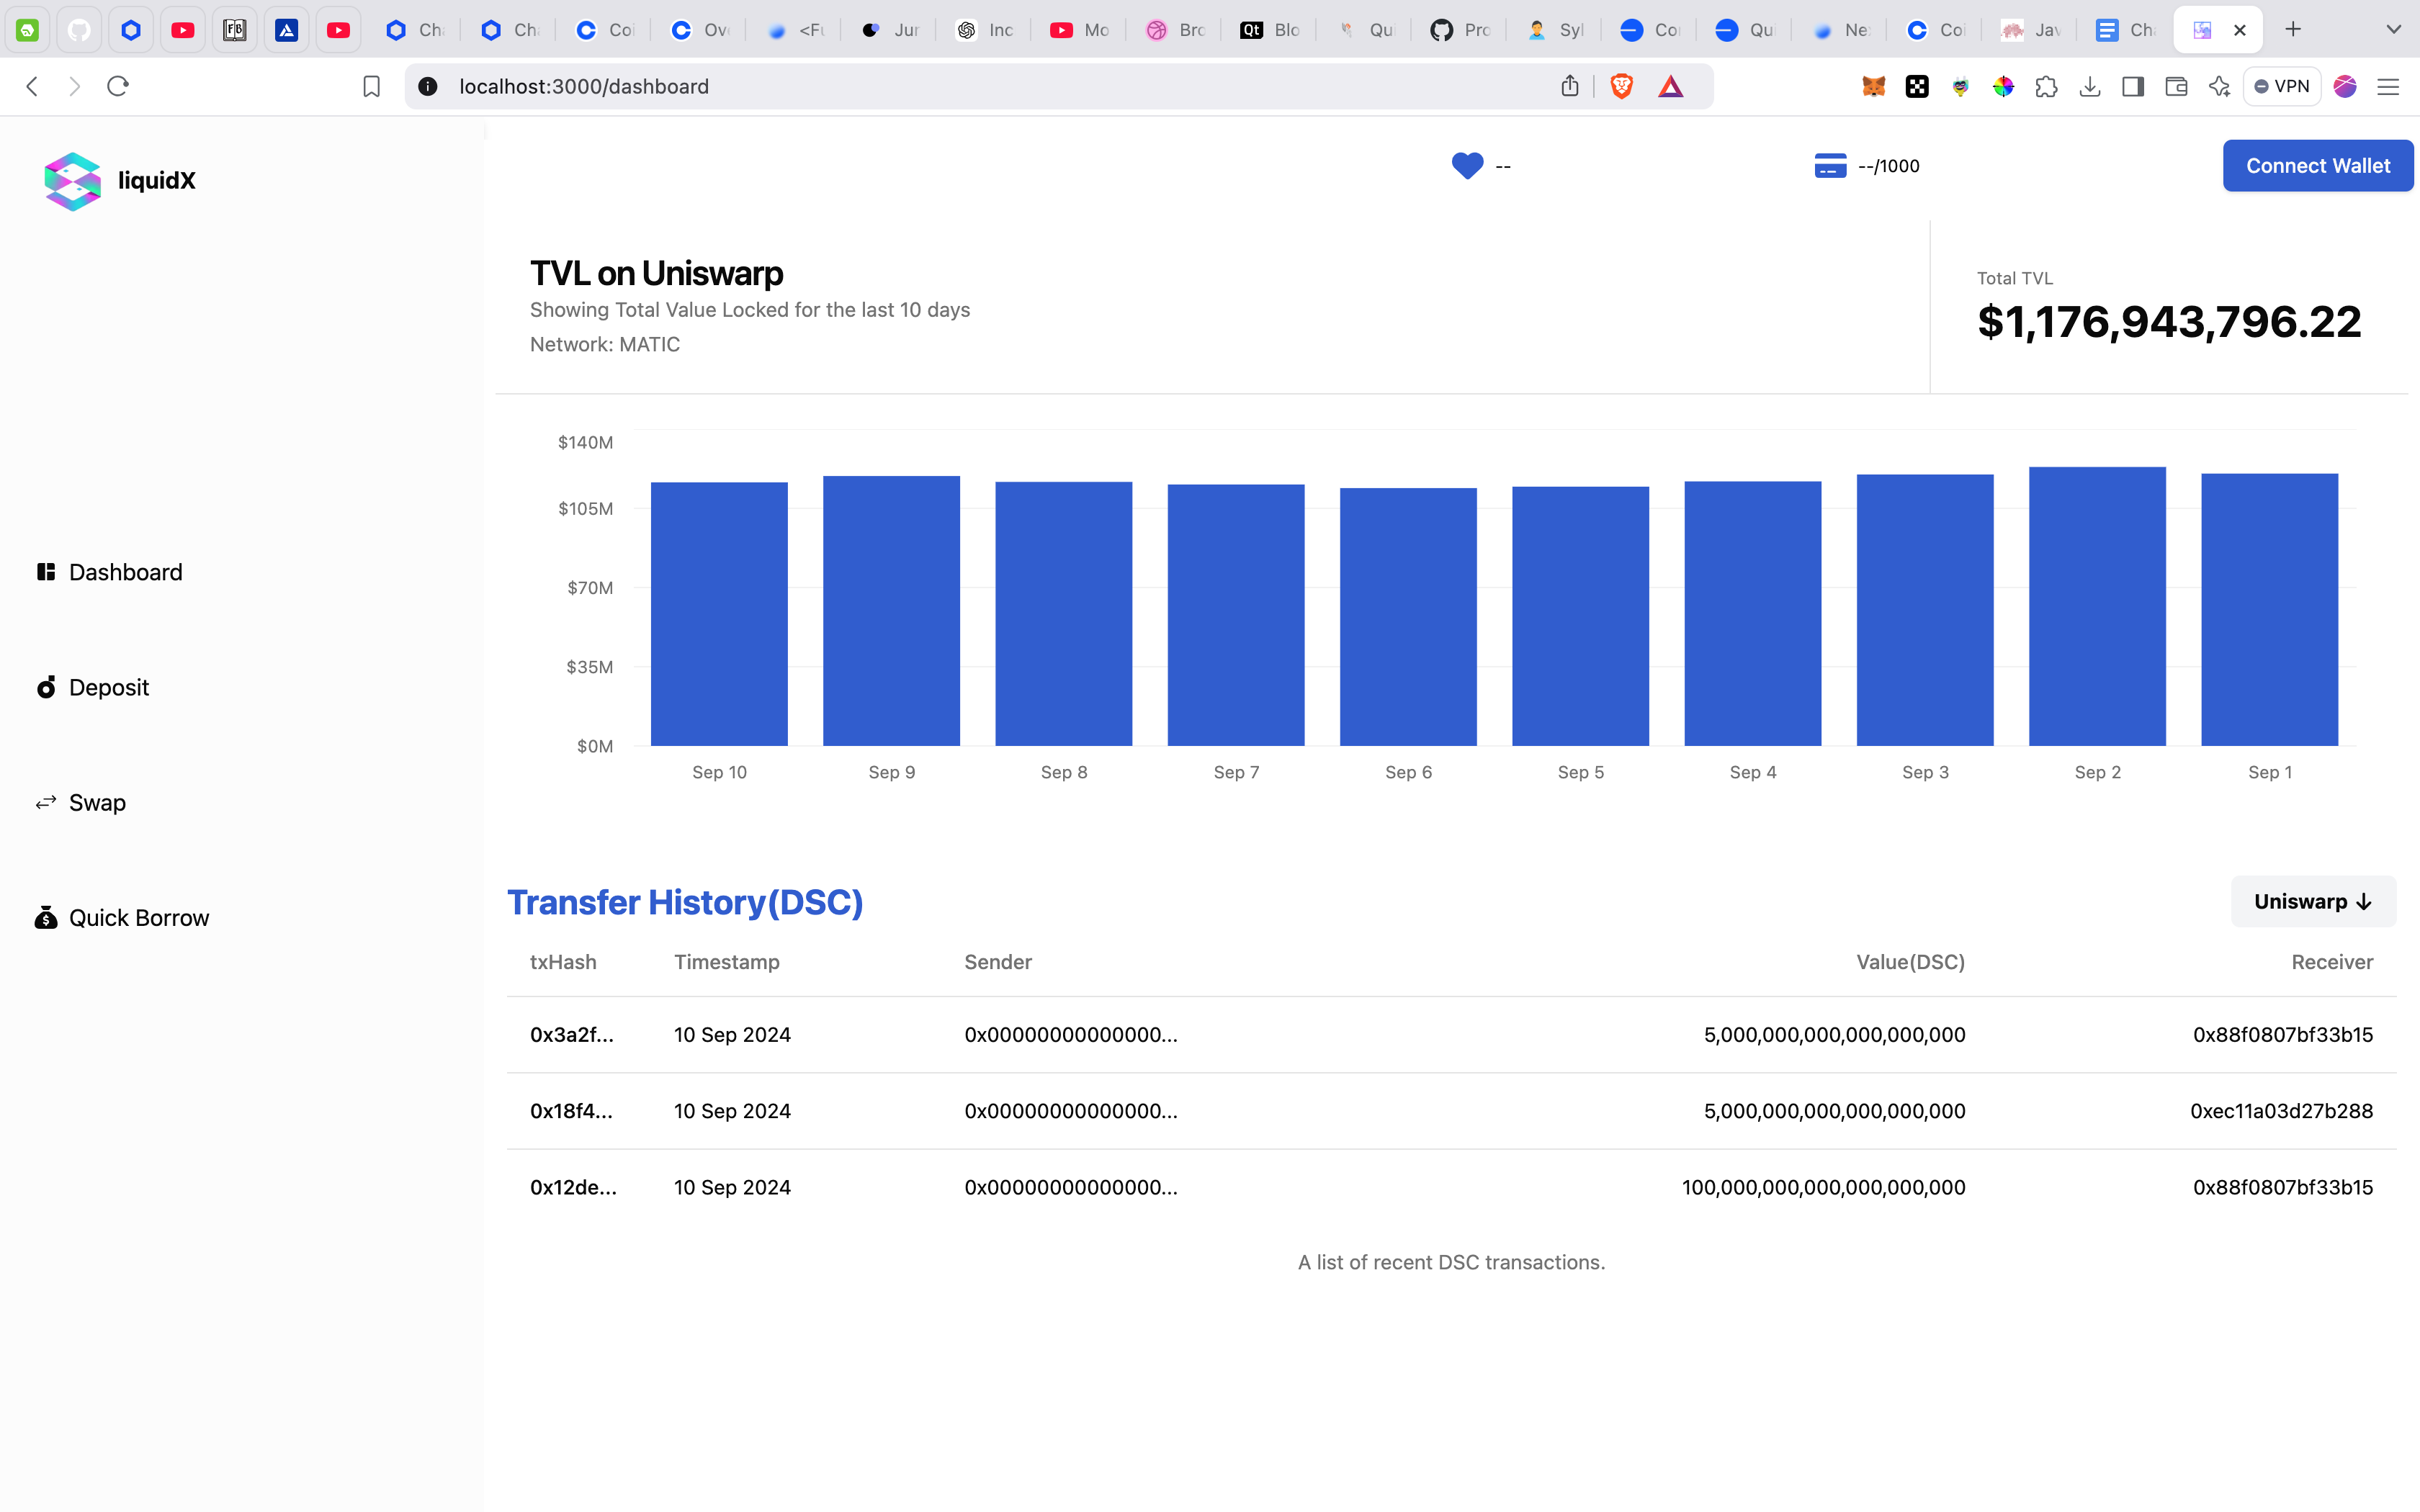 Ch
Ch
Coi
Ov
<Fu
Jur
Inc
Mo
Bro
Qt Blo
Qui
Pro
Syl
Co
Qui
Ne
Coi
Jav
Ch
localhost:3000/dashboard
VPN
liquidX
--
--/1000
Connect Wallet
TVL on Uniswarp
Showing Total Value Locked for the last 10 days
Network: MATIC
Total TVL
$1,176,943,796.22
$140M
$105M
$70M
$35M
$0M
Sep 10 Sep 9 Sep 8 Sep 7 Sep 6 Sep 5 Sep 4 Sep 3 Sep 2 Sep 1
Dashboard
Deposit
Swap
Quick Borrow
Transfer History(DSC)
Uniswarp ↓
txHash Timestamp Sender Value(DSC) Receiver
0x3a2f... 10 Sep 2024 0x00000000000000... 5,000,000,000,000,000,000 0x88f0807bf33b15
0x18f4... 10 Sep 2024 0x00000000000000... 5,000,000,000,000,000,000 0xec11a03d27b288
0x12de... 10 Sep 2024 0x00000000000000... 100,000,000,000,000,000,000 0x88f0807bf33b15
A list of recent DSC transactions.